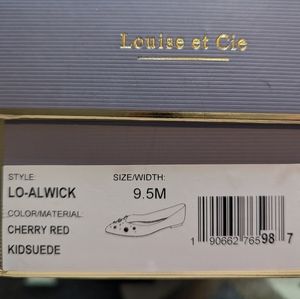 Louise et Cie
STYLE: SIZE/WIDTH:
LO-ALWICK 9.5M
COLOR/MATERIAL
CHERRY RED
KIDSUEDE
1 90662 76598 7